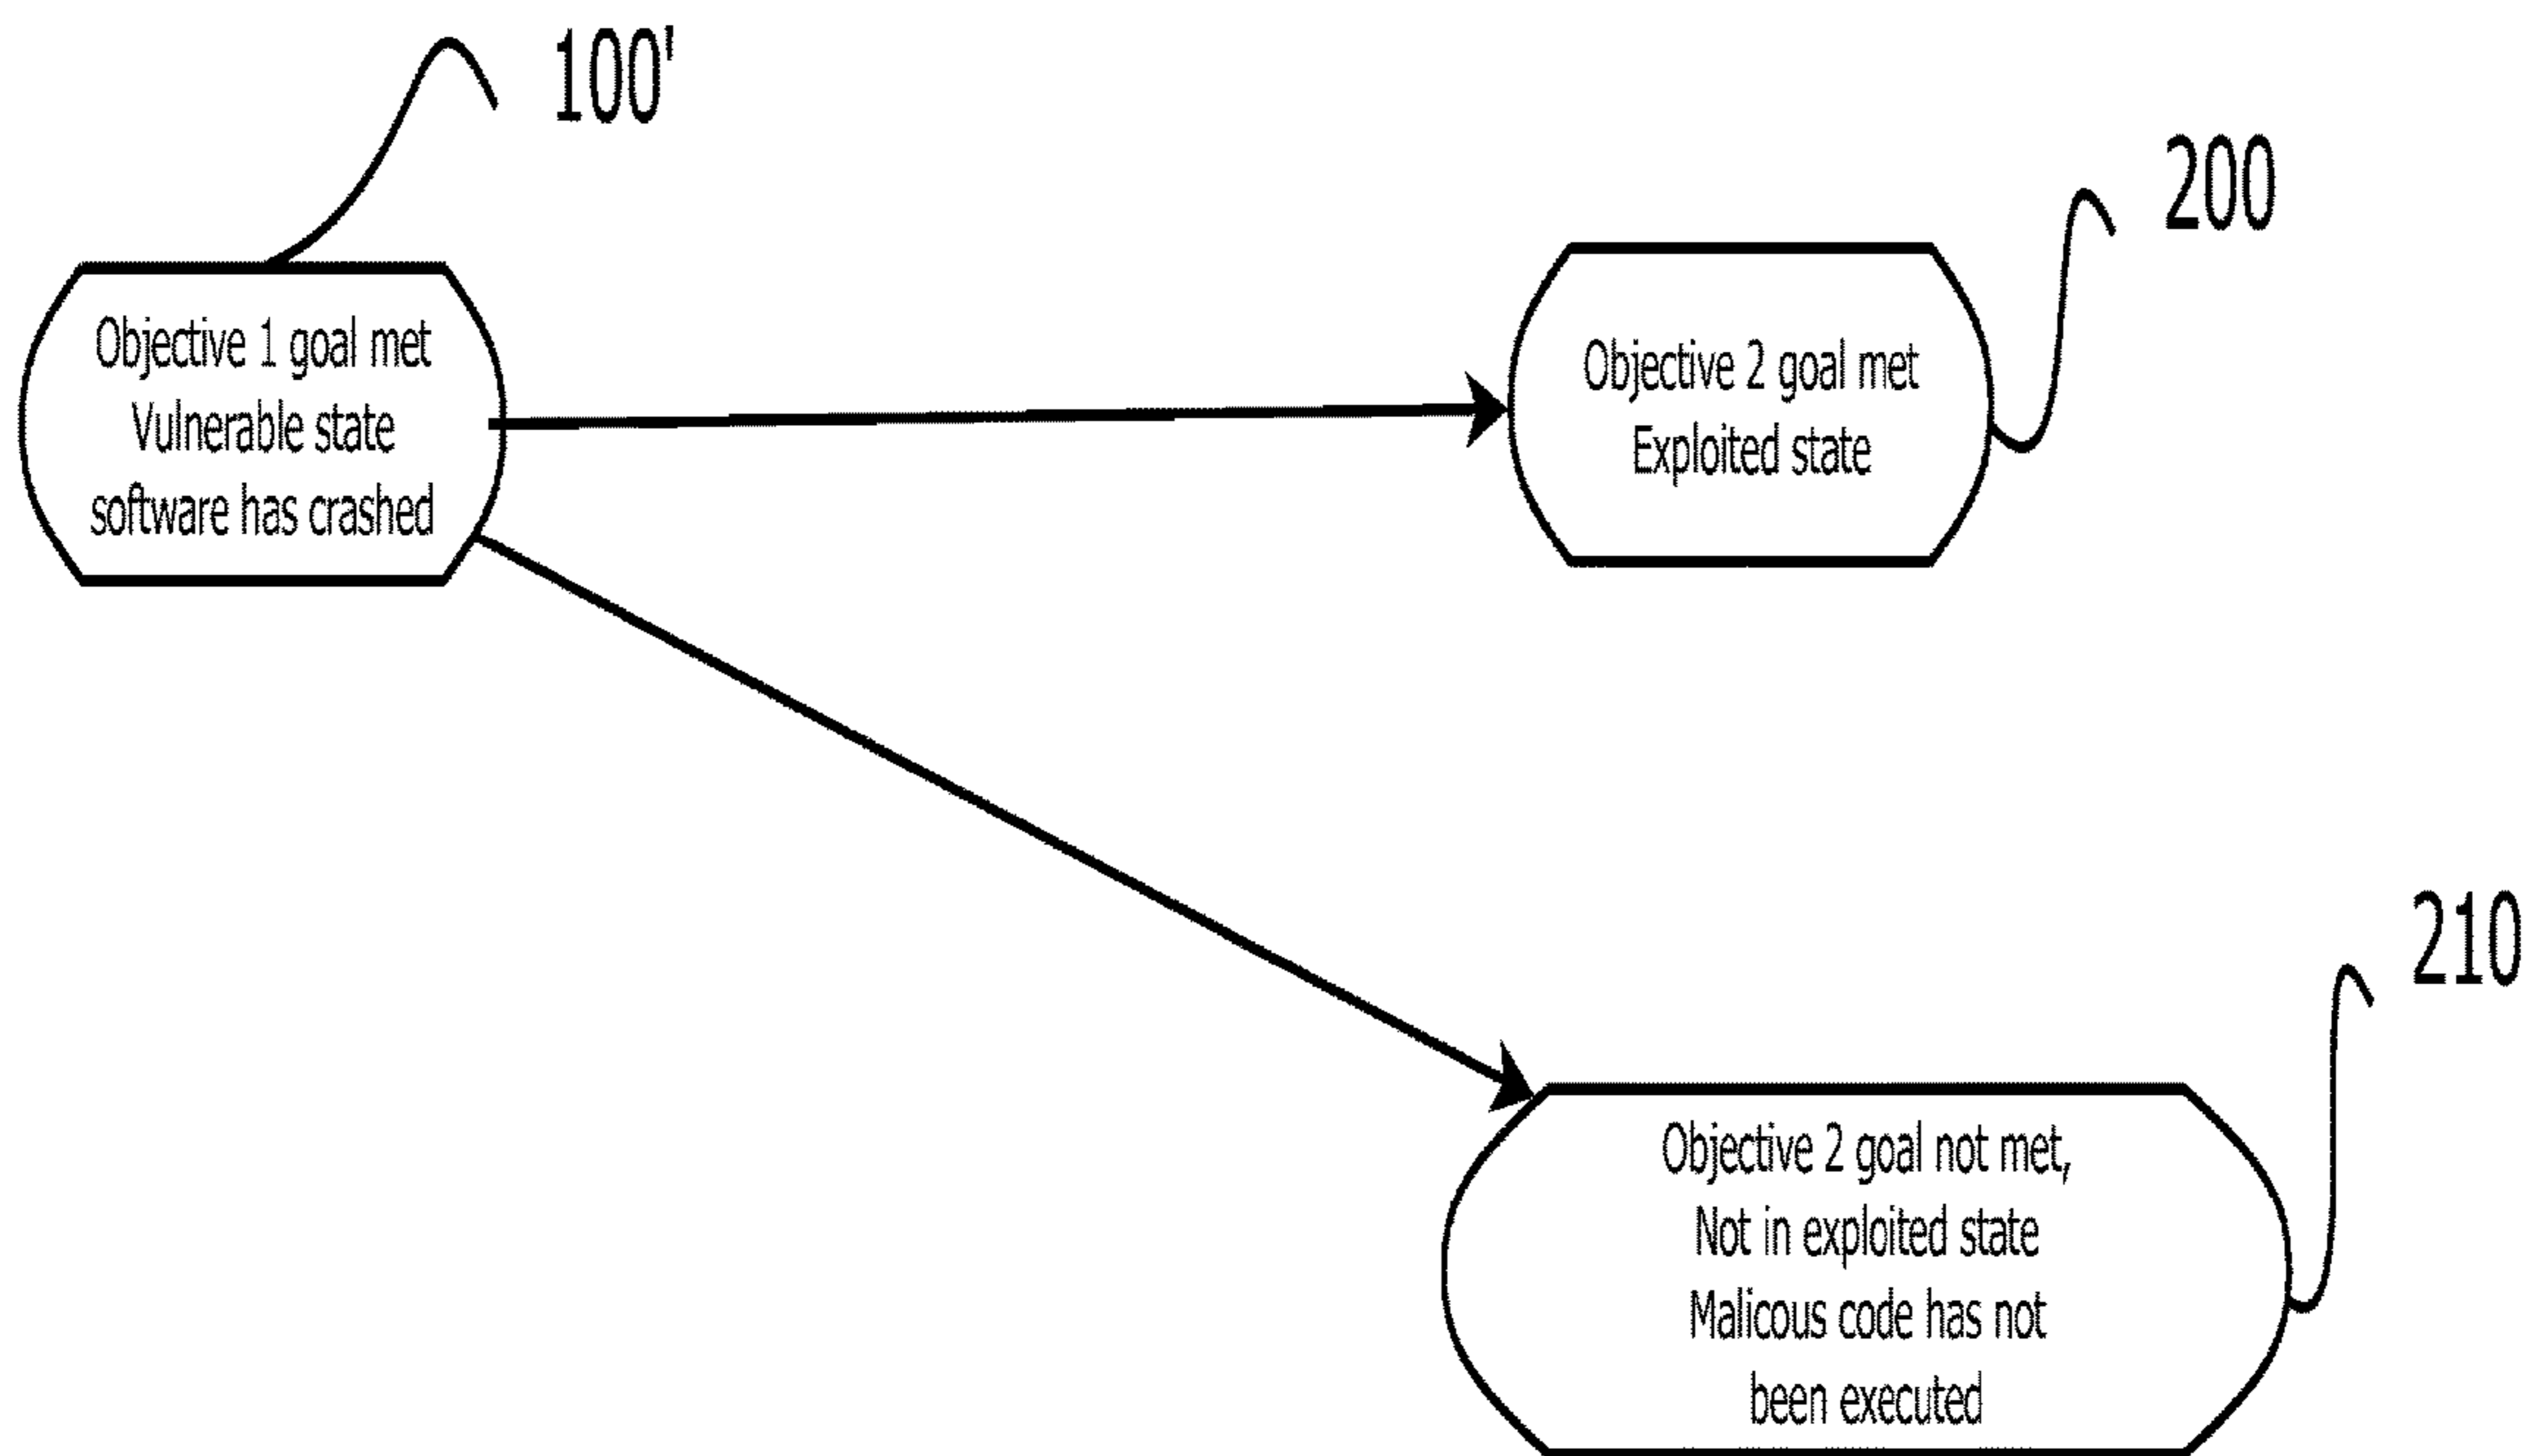 100'
200
Objective 1 goal met
Vulnerable state
software has crashed
Objective 2 goal met
Exploited state
210
Objective 2 goal not met,
Not in exploited state
Malicous code has not
been executed